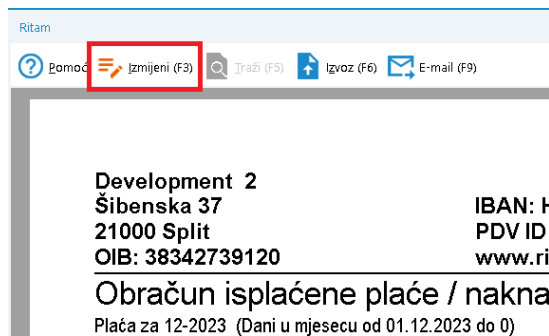 Ritam
Pomoć Izmijeni (F3) Traži (F5) Izvoz (F6) E-mail (F9)
Development 2
Šibenska 37 IBAN: H
21000 Split PDV ID
OIB: 38342739120 www.ri
Obračun isplaćene plaće / nakna
Plaća za 12-2023 (Dani u mjesecu od 01.12.2023 do 0)